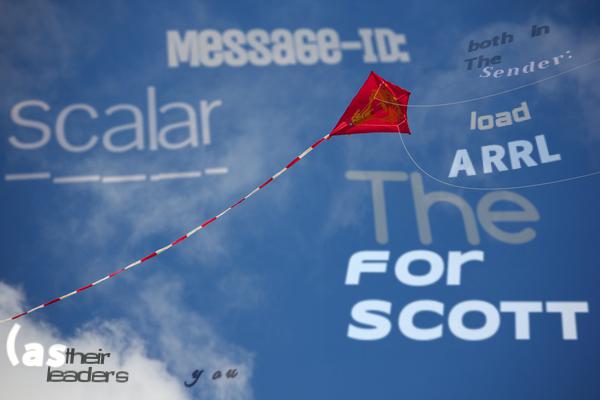 Message-ID:
both in
The
Sender:
scalar
load
ARRL
The
For
SCOTT
(as
their
leaders
you